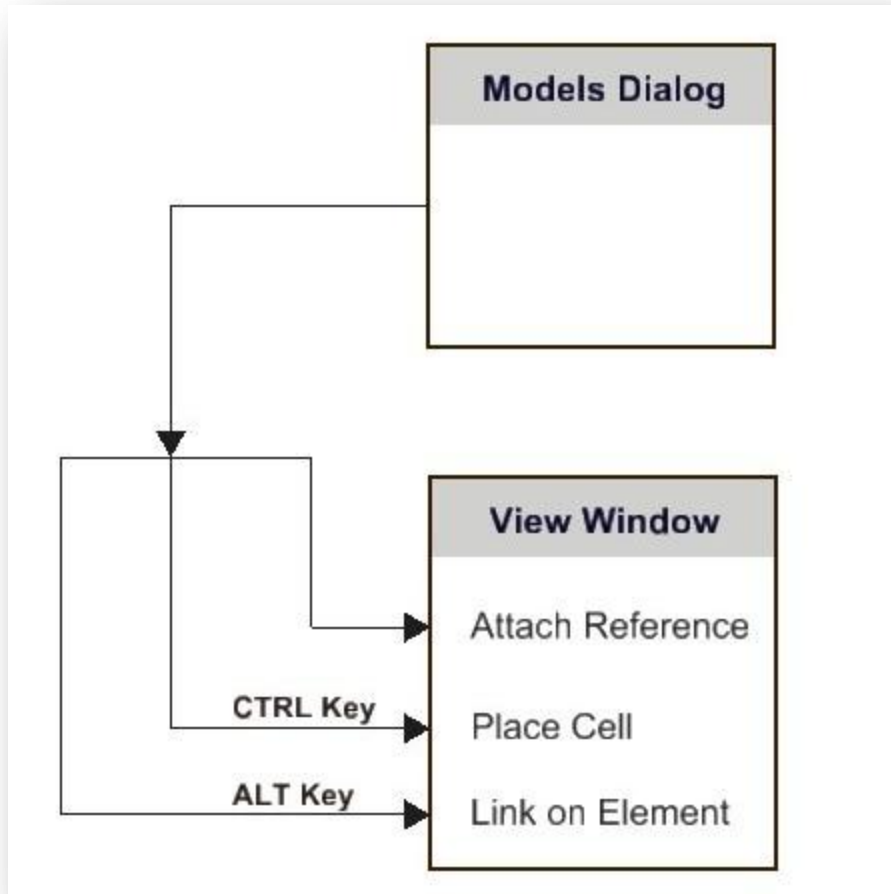 Models Dialog
View Window
Attach Reference
CTRL Key
Place Cell
ALT Key
Link on Element